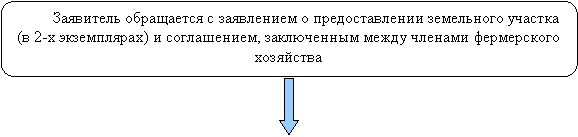 Заявитель обращается с заявлением о предоставлении земельного участка
(в 2-х экземплярах) и соглашением, заключенным между членами фермерского
хозяйства